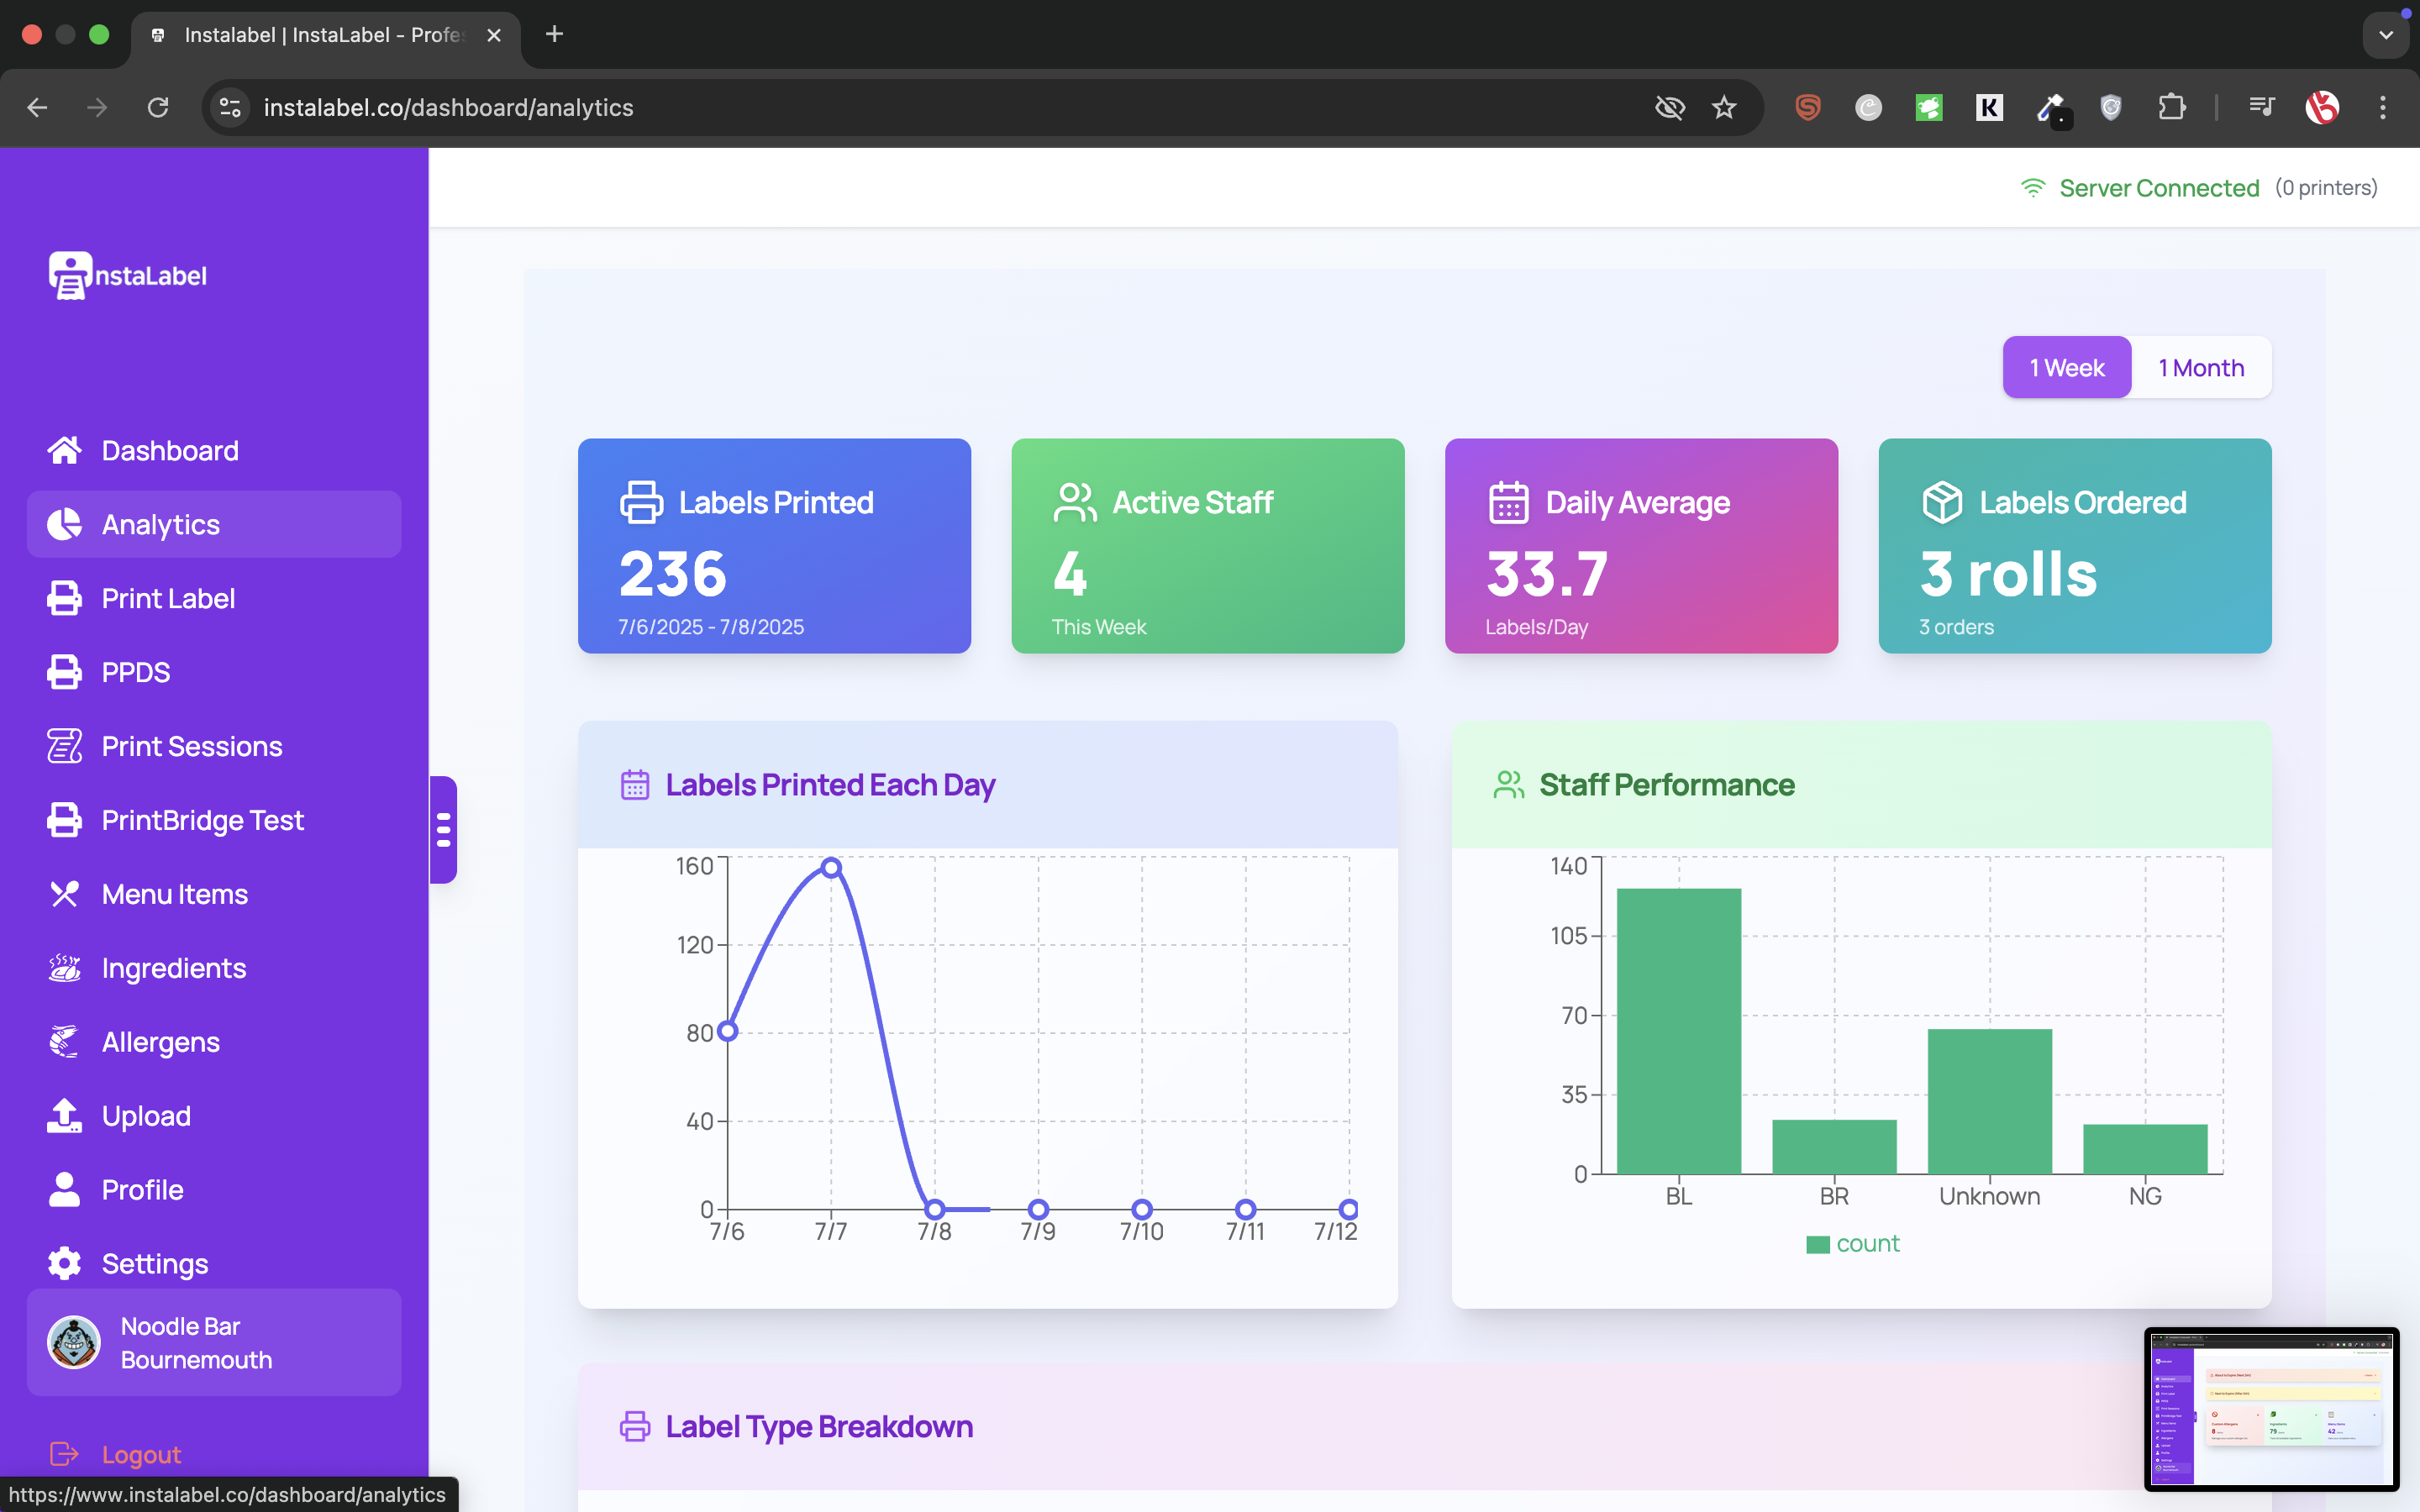 Instalabel | InstaLabel - Profes
instalabel.co/dashboard/analytics
Server Connected (0 printers)
nstaLabel
Dashboard
Analytics
Print Label
PPDS
Print Sessions
PrintBridge Test
Menu Items
Ingredients
Allergens
Upload
Profile
Settings
Noodle Bar
Bournemouth
Logout
https://www.instalabel.co/dashboard/analytics
1 Week
1 Month
Labels Printed
236
7/6/2025 - 7/8/2025
Active Staff
4
This Week
Daily Average
33.7
Labels/Day
Labels Ordered
3 rolls
3 orders
Labels Printed Each Day
160
120
80
40
0
7/6 7/7 7/8 7/9 7/10 7/11 7/12
Staff Performance
140
105
70
35
0
BL BR Unknown NG
count
Label Type Breakdown